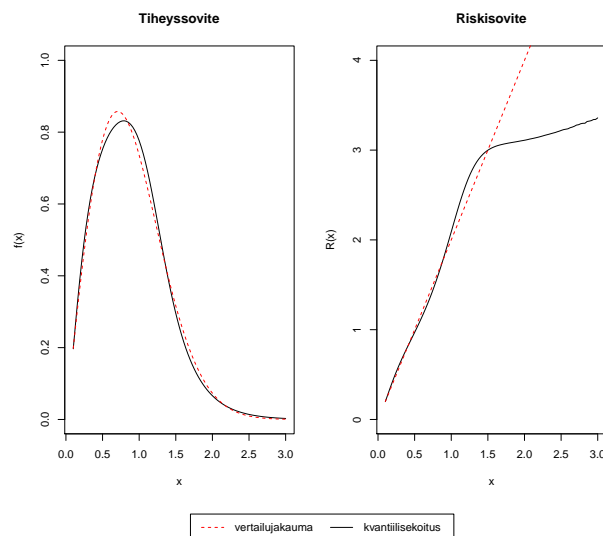 Tiheyssovite
f(x)
0.0 0.2 0.4 0.6 0.8 1.0
0.0 0.5 1.0 1.5 2.0 2.5 3.0
x
Riskisovite
R(x)
0 1 2 3 4
0.0 0.5 1.0 1.5 2.0 2.5 3.0
x
vertailujakauma kvantiilisekoitus